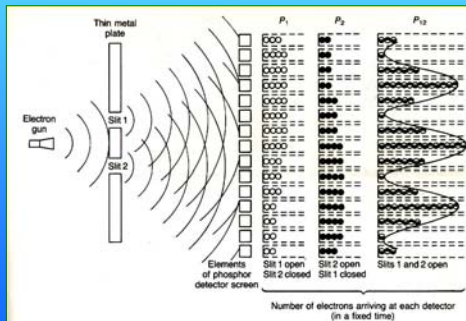 Thin metal
plate
P₁
P₂
P₁₂
Electron
gun
Slit 1
Slit 2
Elements
of phosphor
detector screen
Slit 1 open
Slit 2 closed
Slit 2 open
Slit 1 closed
Slits 1 and 2 open
Number of electrons arriving at each detector
(in a fixed time)